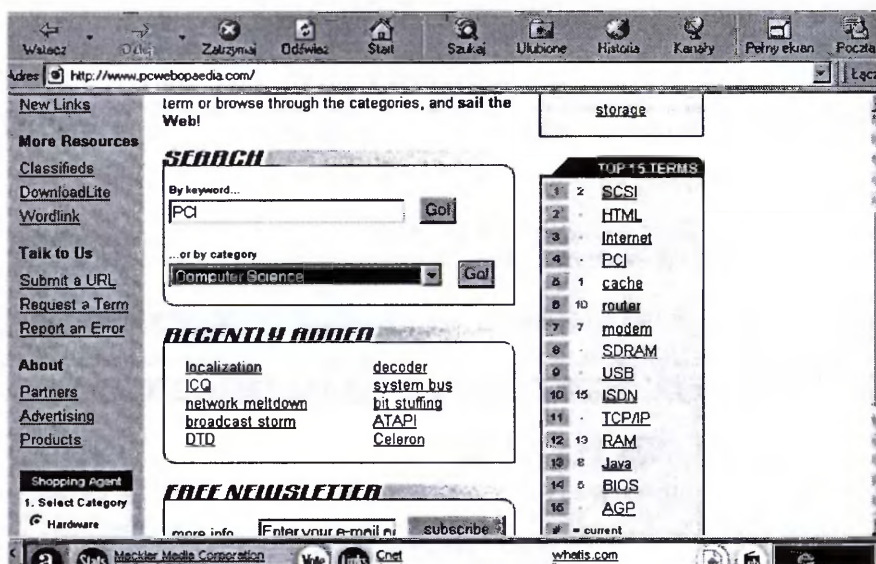 Wstecz Dalej Zatrzymaj Odśwież Start Szukaj Ulubione Historia Kanały Pełny ekran Poczta
Adres http://www.pcwebopaedia.com/ Łącz
New Links
More Resources
Classifieds
DownloadLite
Wordlink
Talk to Us
Submit a URL
Request a Term
Report an Error
About
Partners
Advertising
Products
Shopping Agent
1. Select Category
Hardware
term or browse through the categories, and sail the
Web!
SEARCH
By keyword...
PCI Go!
...or by category
Computer Science Go!
RECENTLY ADDED
localization decoder
ICQ system bus
network meltdown bit stuffing
broadcast storm ATAPI
DTD Celeron
FREE NEWSLETTER
more info Enter your e-mail subscribe
storage
TOP 15 TERMS
1 2 SCSI
2 - HTML
3 - Internet
4 - PCI
5 1 cache
6 10 router
7 7 modem
8 - SDRAM
9 - USB
10 15 ISDN
11 - TCP/IP
12 13 RAM
13 8 Java
14 5 BIOS
15 - AGP
# = current
a Stats Meckler Media Corporation Vote Links Cnet whatis.com e